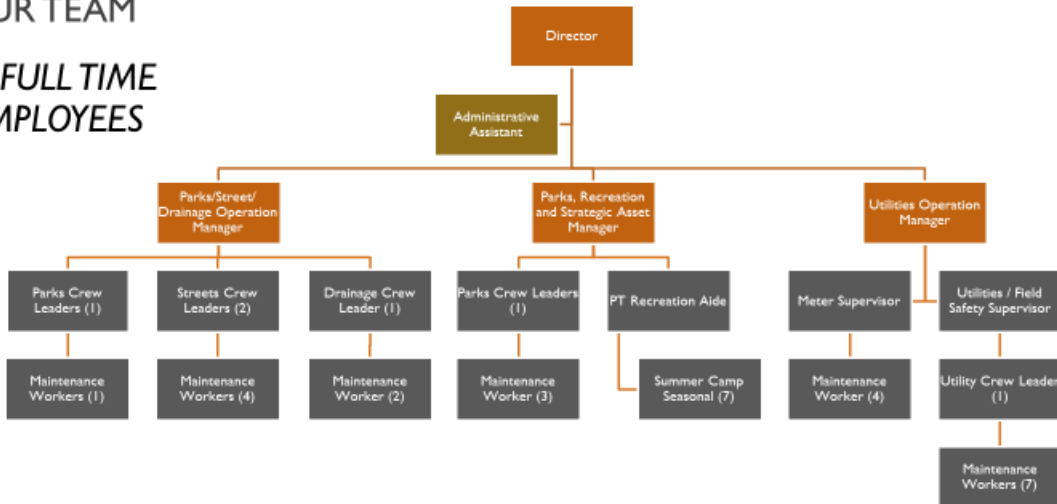 UR TEAM
FULL TIME
MPLOYEES
Director
Administrative
Assistant
Parks/Street/
Drainage Operation
Manager
Parks, Recreation
and Strategic Asset
Manager
Utilities Operation
Manager
Parks Crew
Leaders (1)
Streets Crew
Leaders (2)
Drainage Crew
Leader (1)
Parks Crew Leaders
(1)
PT Recreation Aide
Meter Supervisor
Utilities / Field
Safety Supervisor
Maintenance
Workers (1)
Maintenance
Workers (4)
Maintenance
Worker (2)
Maintenance
Worker (3)
Summer Camp
Seasonal (7)
Maintenance
Worker (4)
Utility Crew Leader
(1)
Maintenance
Workers (7)